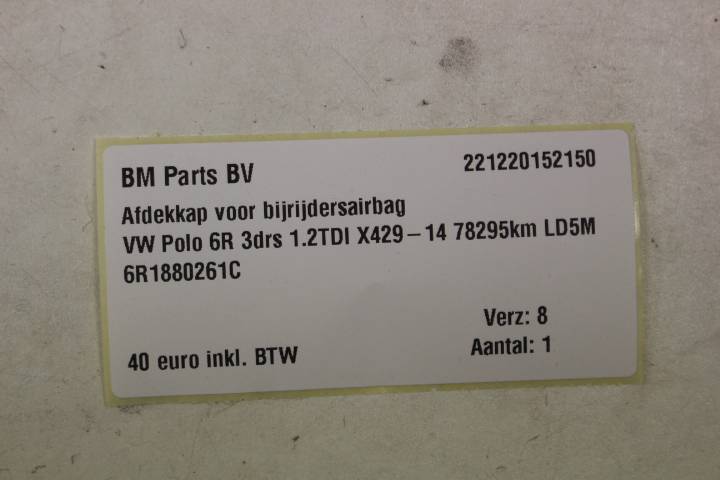 BM Parts BV 221220152150
Afdekkap voor bijrijdersairbag
VW Polo 6R 3drs 1.2TDI X429-14 78295km LD5M
6R1880261C
Verz: 8
40 euro inkl. BTW Aantal: 1